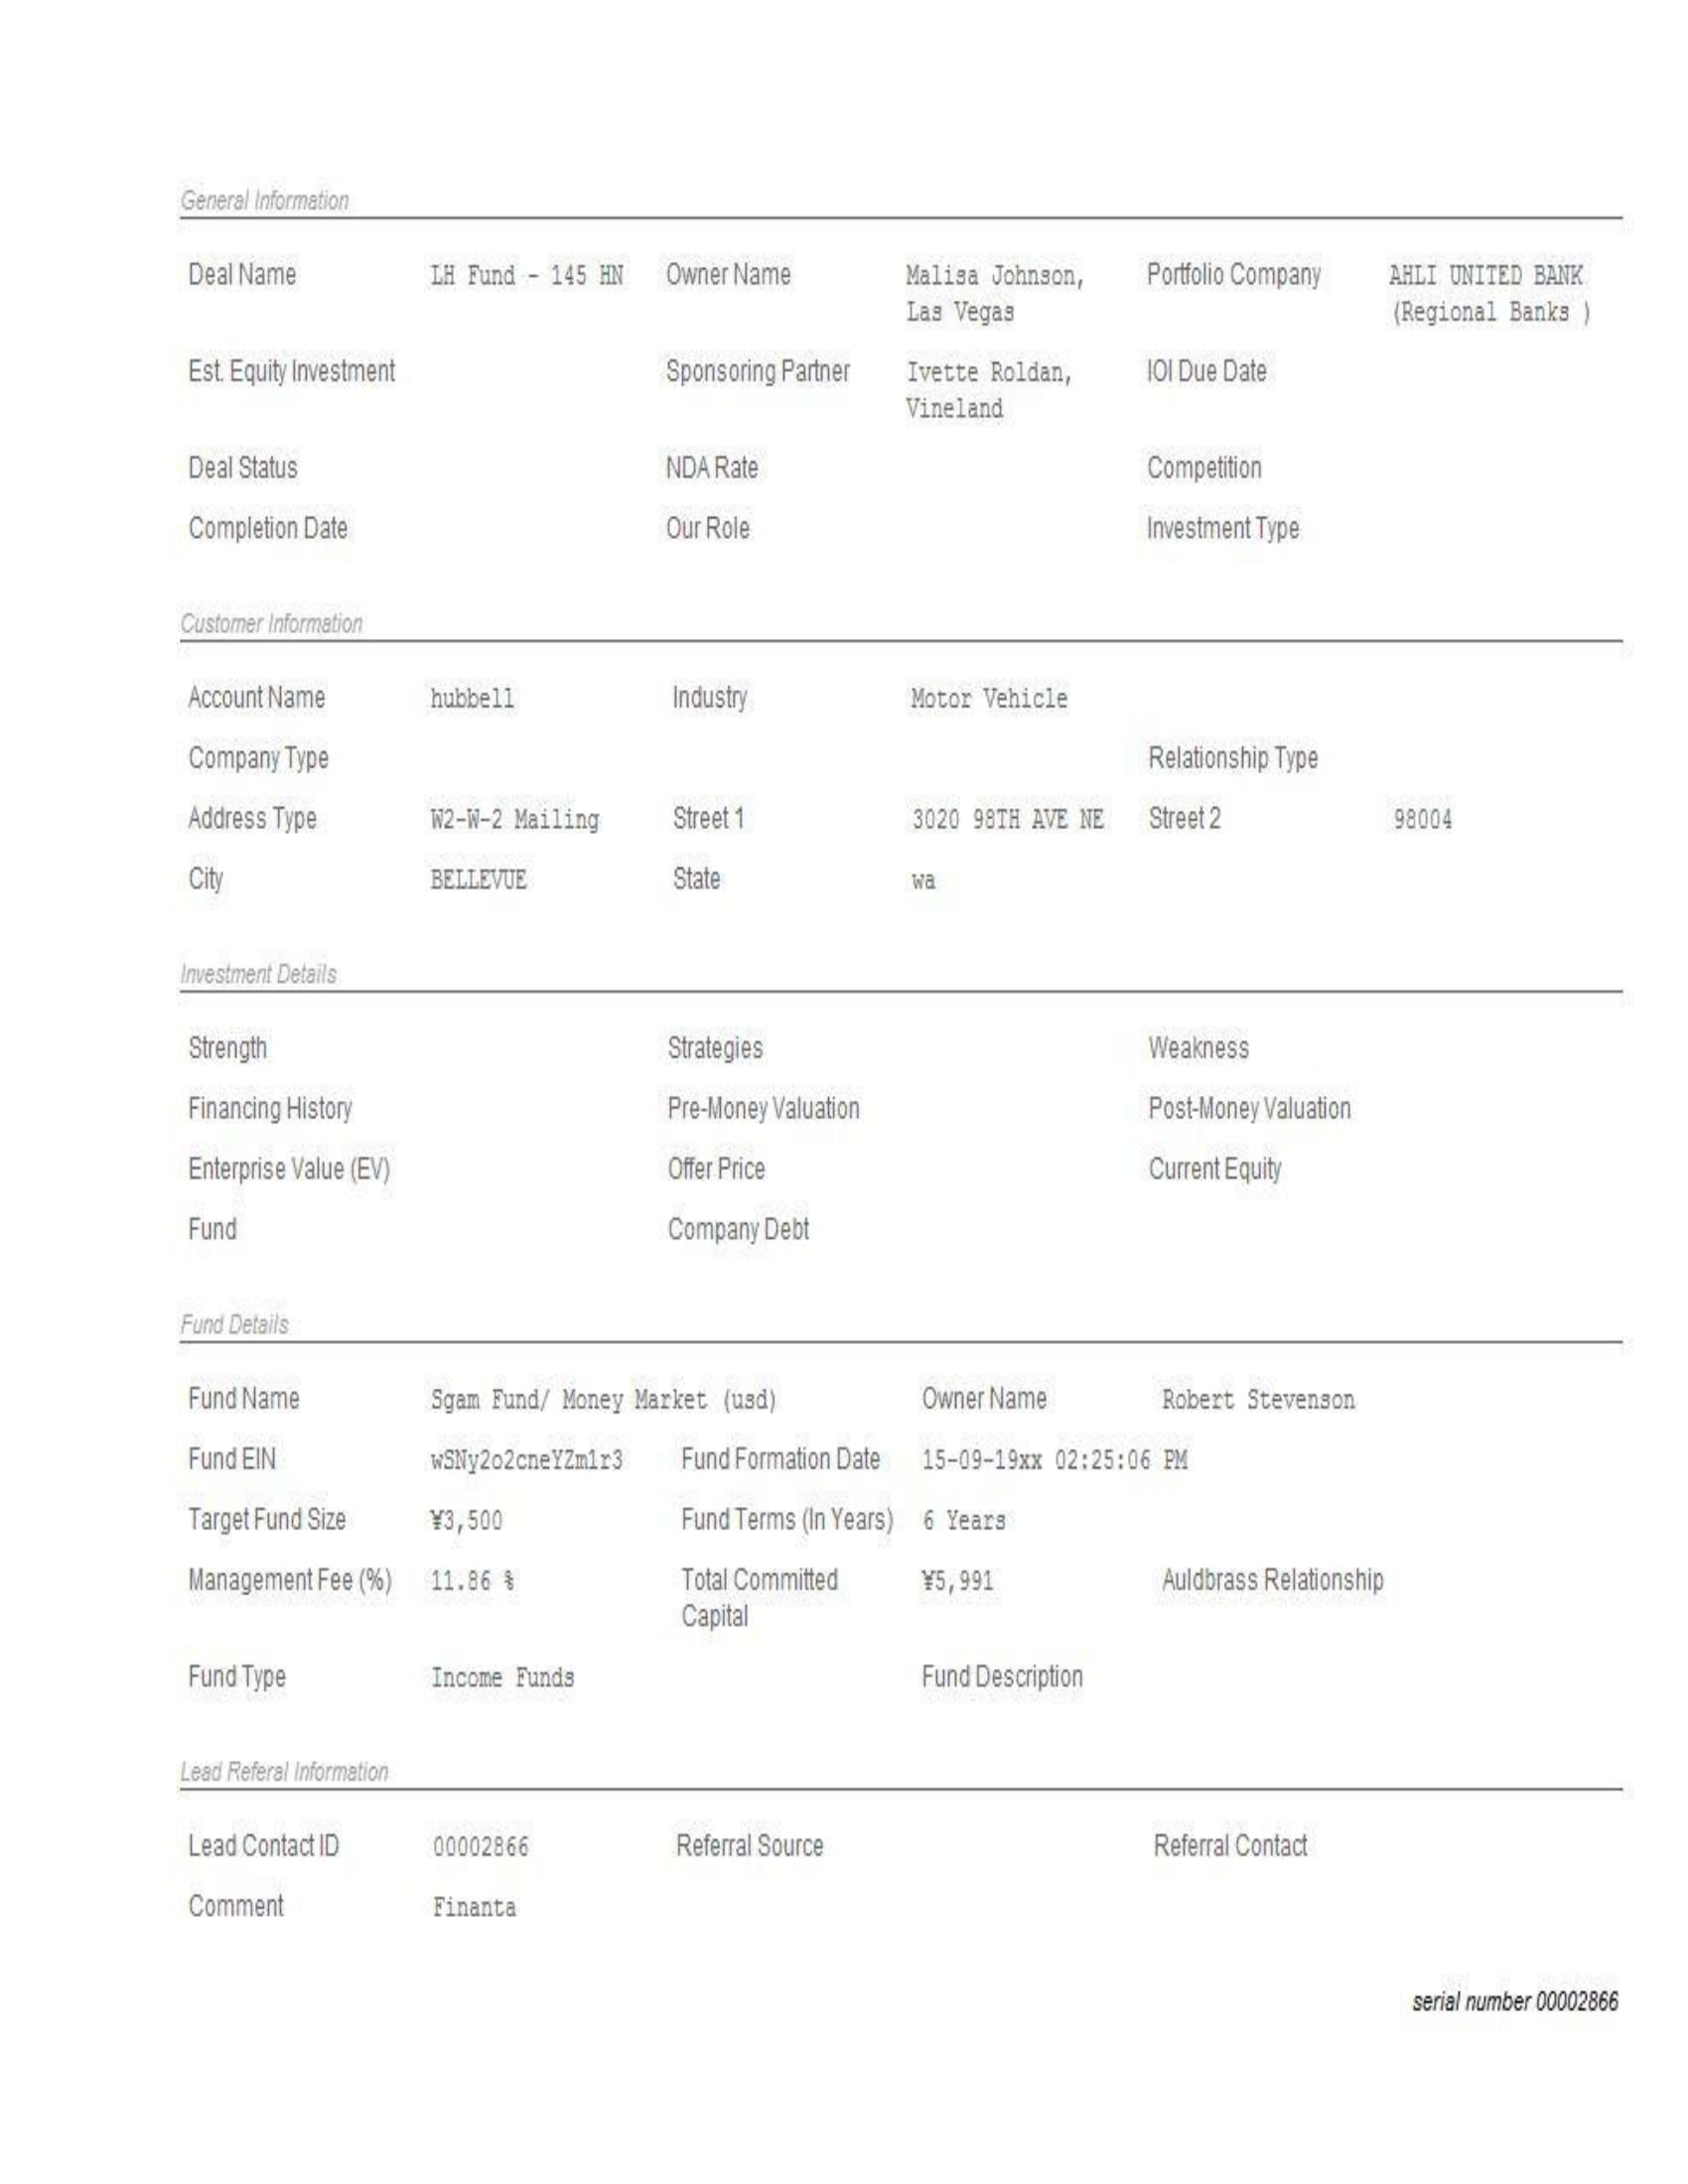 General Information
Deal Name LH Fund - 145 HN Owner Name Malisa Johnson, Portfolio Company AHLI UNITED BANK
Las Vegas (Regional Banks )
Est. Equity Investment Sponsoring Partner Ivette Roldan, IOI Due Date
Vineland
Deal Status NDA Rate Competition
Completion Date Our Role Investment Type
Customer Information
Account Name hubbell Industry Motor Vehicle
Company Type Relationship Type
Address Type W2-W-2 Mailing Street 1 3020 98TH AVE NE Street 2 98004
City BELLEVUE State wa
Investment Details
Strength Strategies Weakness
Financing History Pre-Money Valuation Post-Money Valuation
Enterprise Value (EV) Offer Price Current Equity
Fund Company Debt
Fund Details
Fund Name Sgam Fund/ Money Market (usd) Owner Name Robert Stevenson
Fund EIN wSNy2o2cneYZm1r3 Fund Formation Date 15-09-19xx 02:25:06 PM
Target Fund Size ¥3,500 Fund Terms (In Years) 6 Years
Management Fee (%) 11.86 % Total Committed ¥5,991 Auldbrass Relationship
Capital
Fund Type Income Funds Fund Description
Lead Referal Information
Lead Contact ID 00002866 Referral Source Referral Contact
Comment Finanta
serial number 00002866